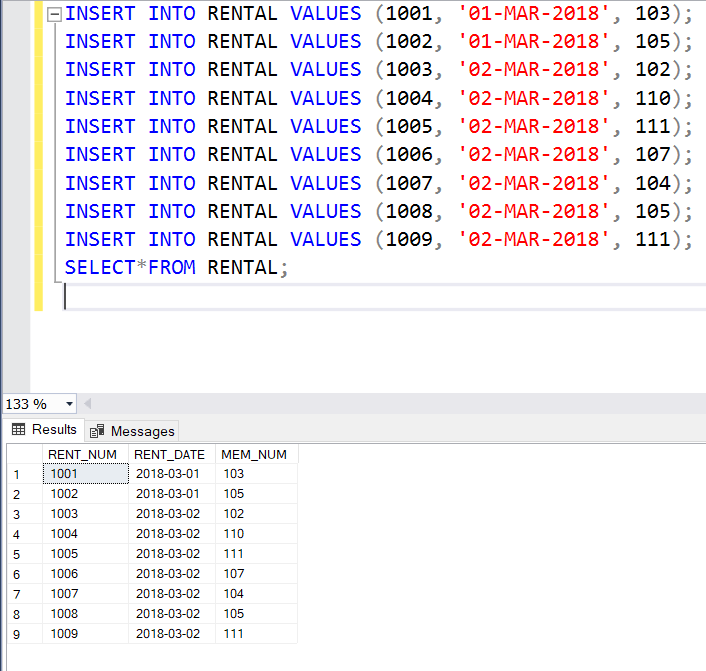 INSERT INTO RENTAL VALUES (1001, '01-MAR-2018', 103);
INSERT INTO RENTAL VALUES (1002, '01-MAR-2018', 105);
INSERT INTO RENTAL VALUES (1003, '02-MAR-2018', 102);
INSERT INTO RENTAL VALUES (1004, '02-MAR-2018', 110);
INSERT INTO RENTAL VALUES (1005, '02-MAR-2018', 111);
INSERT INTO RENTAL VALUES (1006, '02-MAR-2018', 107);
INSERT INTO RENTAL VALUES (1007, '02-MAR-2018', 104);
INSERT INTO RENTAL VALUES (1008, '02-MAR-2018', 105);
INSERT INTO RENTAL VALUES (1009, '02-MAR-2018', 111);
SELECT*FROM RENTAL;
133 %
Results Messages
RENT_NUM RENT_DATE MEM_NUM
1 1001 2018-03-01 103
2 1002 2018-03-01 105
3 1003 2018-03-02 102
4 1004 2018-03-02 110
5 1005 2018-03-02 111
6 1006 2018-03-02 107
7 1007 2018-03-02 104
8 1008 2018-03-02 105
9 1009 2018-03-02 111